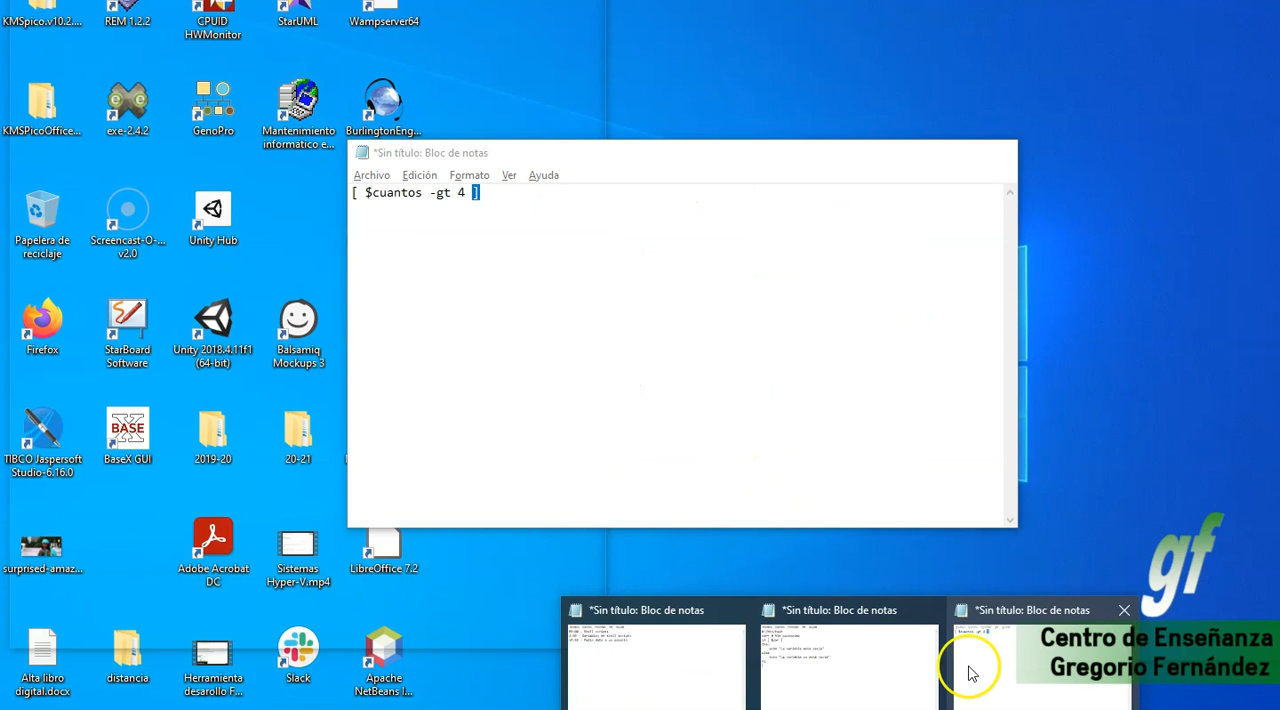 KMSpico.v10.2....
REM 1.2.2
CPUID
HWMonitor
StarUML
Wampserver64
KMSPicoOffice...
exe-2.4.2
GenoPro
Mantenimiento
informático e...
BurlingtonEng...
*Sin título: Bloc de notas
Archivo Edición Formato Ver Ayuda
[ $cuantos -gt 4 ]
Papelera de
reciclaje
Screencast-O-...
v2.0
Unity Hub
Firefox
StarBoard
Software
Unity 2018.4.11f1
(64-bit)
Balsamiq
Mockups 3
TIBCO Jaspersoft
Studio-6.16.0
BASE
BaseX GUI
2019-20
20-21
surprised-amaz...
Adobe Acrobat
DC
Sistemas
Hyper-V.mp4
LibreOffice 7.2
Alta libro
digital.docx
distancia
Herramienta
desarollo F...
Slack
Apache
NetBeans I...
*Sin título: Bloc de notas
*Sin título: Bloc de notas
*Sin título: Bloc de notas
gf
Centro de Enseñanza
Gregorio Fernández